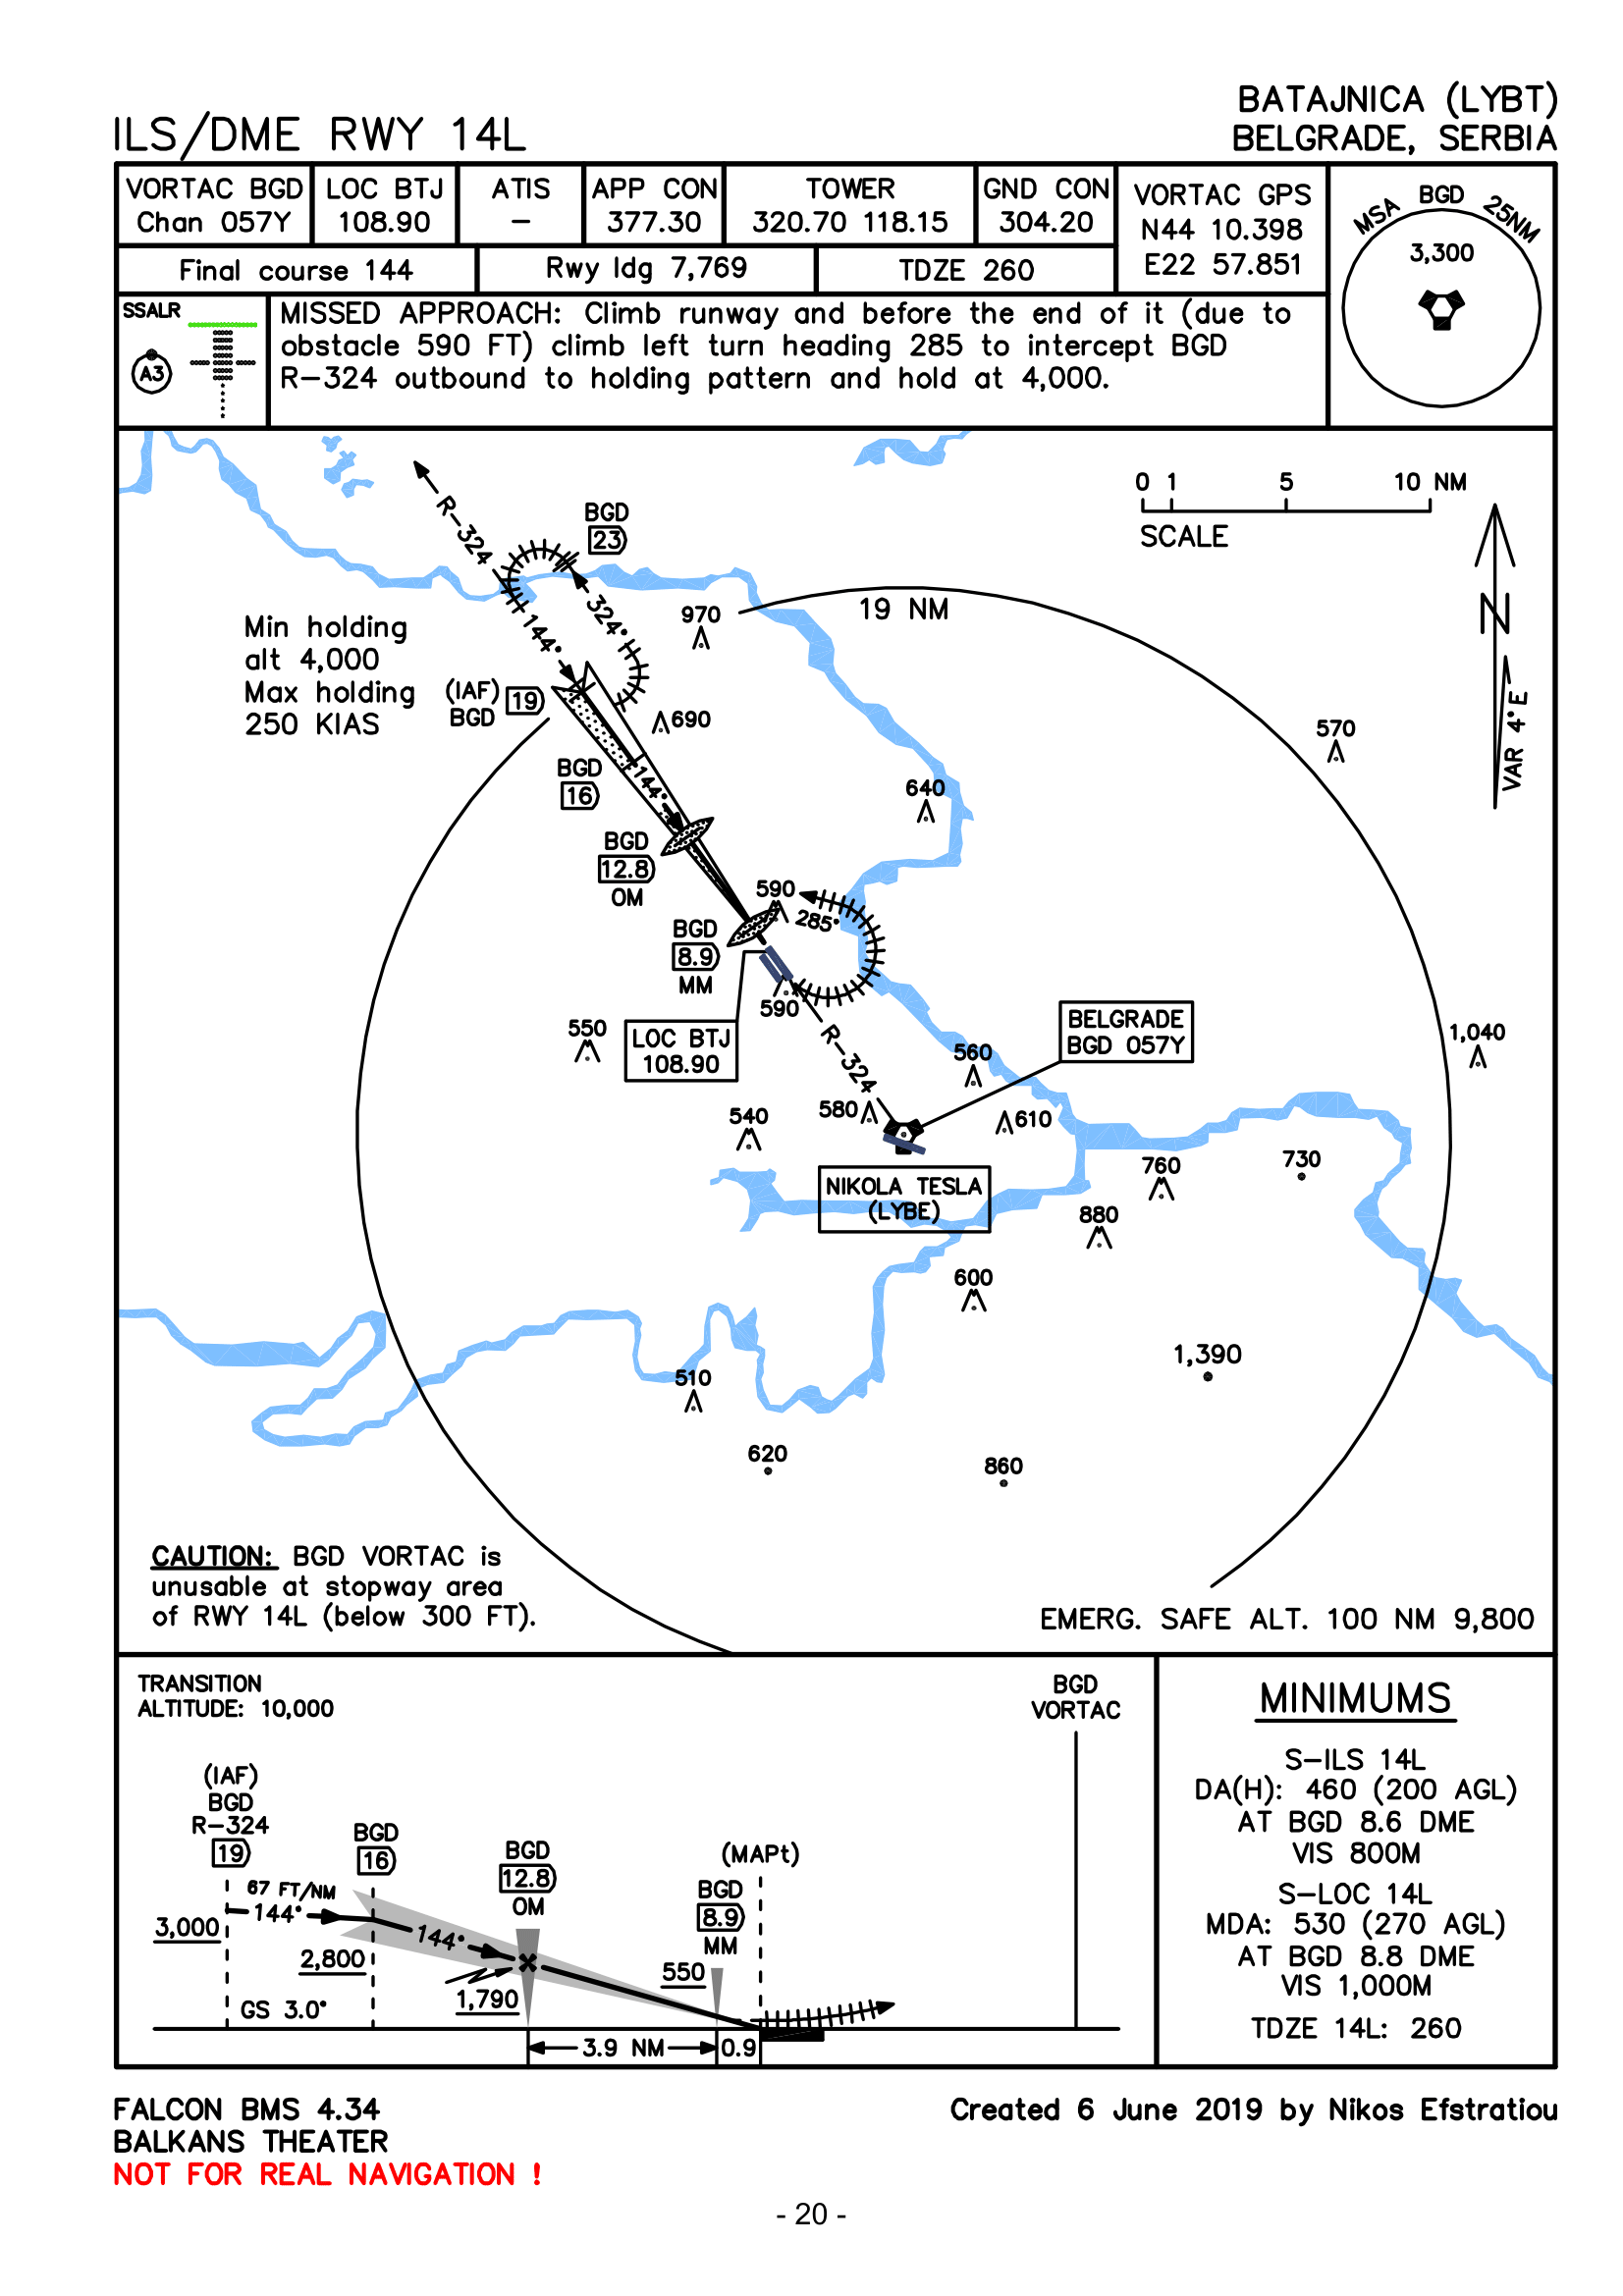 ILS/DME RWY 14L
BATAJNICA (LYBT)
BELGRADE, SERBIA
VORTAC BGD
Chan 057Y
LOC BTJ
108.90
ATIS
-
APP CON
377.30
TOWER
320.70 118.15
GND CON
304.20
VORTAC GPS
N44 10.398
E22 57.851
Final course 144
Rwy ldg 7,769
TDZE 260
MSA BGD 25NM
3,300
SSALR
A3
MISSED APPROACH: Climb runway and before the end of it (due to
obstacle 590 FT) climb left turn heading 285 to intercept BGD
R-324 outbound to holding pattern and hold at 4,000.
0 1 5 10 NM
SCALE
N
VAR 4°E
R-324
BGD
23
324°
144°
970
19 NM
Min holding
alt 4,000
Max holding
250 KIAS
(IAF)
BGD
19
690
570
BGD
16
144°
640
BGD
12.8
OM
590
285°
BGD
8.9
MM
590
550
LOC BTJ
108.90
R-324
BELGRADE
BGD 057Y
1,040
560
580
610
540
NIKOLA TESLA
(LYBE)
760
730
880
600
1,390
510
620
860
CAUTION: BGD VORTAC is
unusable at stopway area
of RWY 14L (below 300 FT).
EMERG. SAFE ALT. 100 NM 9,800
TRANSITION
ALTITUDE: 10,000
BGD
VORTAC
(IAF)
BGD
R-324
19
BGD
16
BGD
12.8
OM
(MAPt)
BGD
8.9
MM
67 FT/NM
144°
3,000
144°
2,800
550
1,790
GS 3.0°
3.9 NM
0.9
MINIMUMS
S-ILS 14L
DA(H): 460 (200 AGL)
AT BGD 8.6 DME
VIS 800M
S-LOC 14L
MDA: 530 (270 AGL)
AT BGD 8.8 DME
VIS 1,000M
TDZE 14L: 260
FALCON BMS 4.34
BALKANS THEATER
NOT FOR REAL NAVIGATION !
Created 6 June 2019 by Nikos Efstratiou
- 20 -